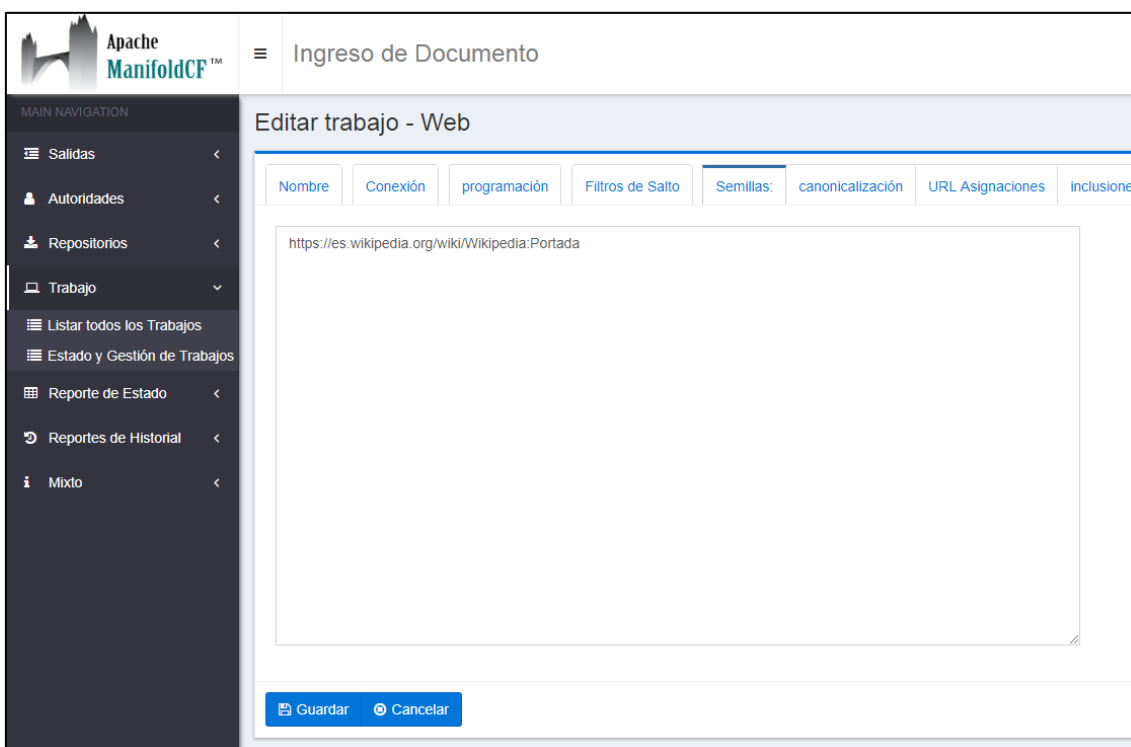 Apache
ManifoldCF™
Ingreso de Documento
MAIN NAVIGATION
Editar trabajo - Web
Salidas
Autoridades
Repositorios
Trabajo
Listar todos los Trabajos
Estado y Gestión de Trabajos
Reporte de Estado
Reportes de Historial
Mixto
Nombre
Conexión
programación
Filtros de Salto
Semillas:
canonicalización
URL Asignaciones
inclusione
https://es.wikipedia.org/wiki/Wikipedia:Portada
Guardar
Cancelar